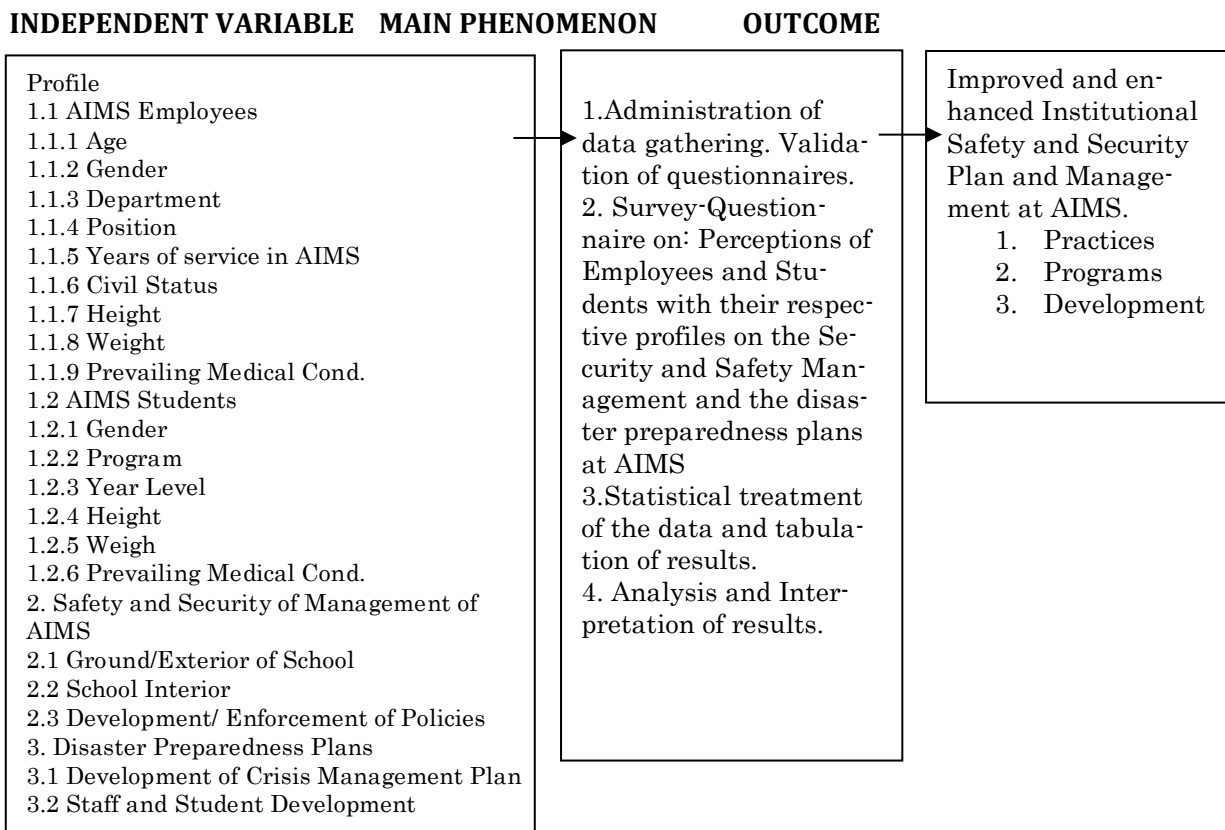 INDEPENDENT VARIABLE MAIN PHENOMENON OUTCOME
Profile
1.1 AIMS Employees
1.1.1 Age
1.1.2 Gender
1.1.3 Department
1.1.4 Position
1.1.5 Years of service in AIMS
1.1.6 Civil Status
1.1.7 Height
1.1.8 Weight
1.1.9 Prevailing Medical Cond.
1.2 AIMS Students
1.2.1 Gender
1.2.2 Program
1.2.3 Year Level
1.2.4 Height
1.2.5 Weigh
1.2.6 Prevailing Medical Cond.
2. Safety and Security of Management of
AIMS
2.1 Ground/Exterior of School
2.2 School Interior
2.3 Development/ Enforcement of Policies
3. Disaster Preparedness Plans
3.1 Development of Crisis Management Plan
3.2 Staff and Student Development
1.Administration of
data gathering. Valida-
tion of questionnaires.
2. Survey-Question-
naire on: Perceptions of
Employees and Stu-
dents with their respec-
tive profiles on the Se-
curity and Safety Man-
agement and the disas-
ter preparedness plans
at AIMS
3.Statistical treatment
of the data and tabula-
tion of results.
4. Analysis and Inter-
pretation of results.
Improved and en-
hanced Institutional
Safety and Security
Plan and Manage-
ment at AIMS.
1. Practices
2. Programs
3. Development